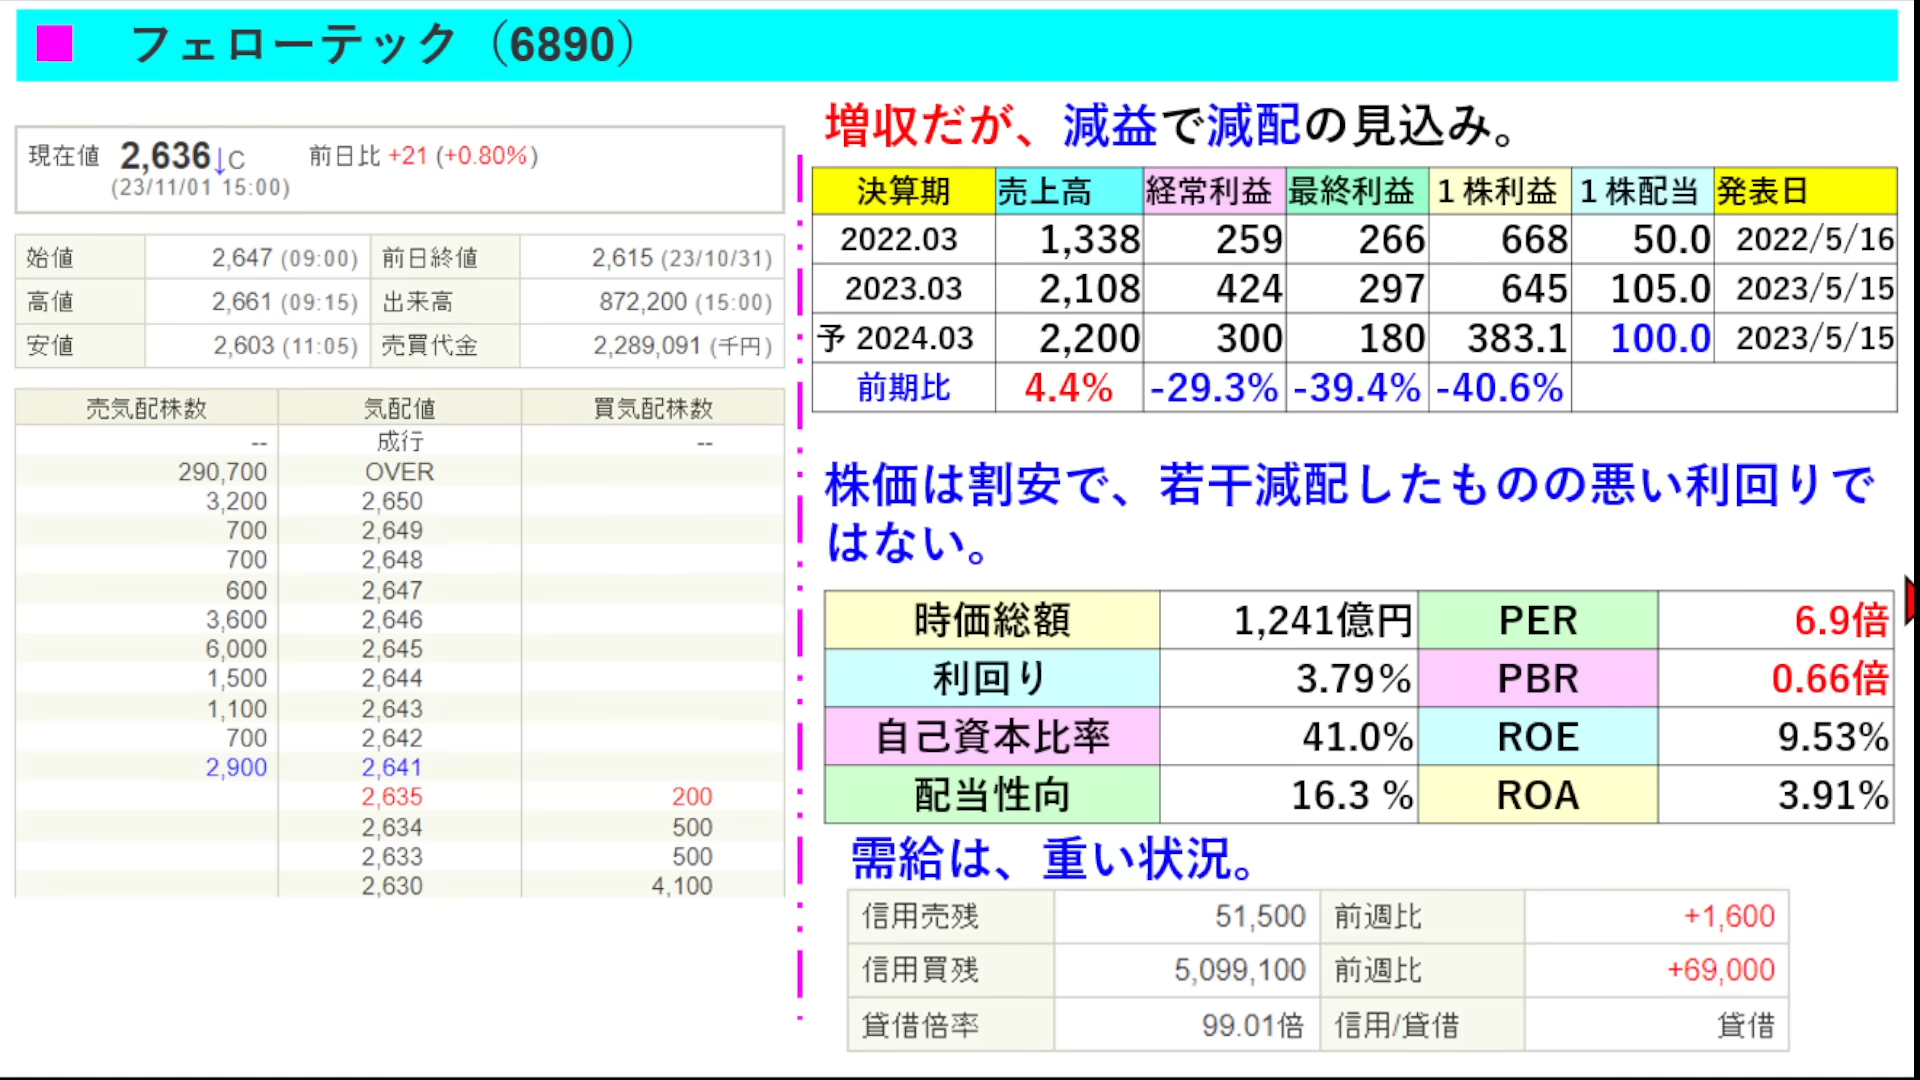 フェローテック（6890）
現在値 2,636↓C 前日比 +21 (+0.80%)
(23/11/01 15:00)
始値 2,647 (09:00) 前日終値 2,615 (23/10/31)
高値 2,661 (09:15) 出来高 872,200 (15:00)
安値 2,603 (11:05) 売買代金 2,289,091 (千円)
売気配株数 気配値 買気配株数
-- 成行 --
290,700 OVER
3,200 2,650
700 2,649
700 2,648
600 2,647
3,600 2,646
6,000 2,645
1,500 2,644
1,100 2,643
700 2,642
2,900 2,641
2,635 200
2,634 500
2,633 500
2,630 4,100
増収だが、減益で減配の見込み。
決算期 売上高 経常利益 最終利益 1株利益 1株配当 発表日
2022.03 1,338 259 266 668 50.0 2022/5/16
2023.03 2,108 424 297 645 105.0 2023/5/15
予 2024.03 2,200 300 180 383.1 100.0 2023/5/15
前期比 4.4% -29.3% -39.4% -40.6%
株価は割安で、若干減配したものの悪い利回りで
はない。
時価総額 1,241億円 PER 6.9倍
利回り 3.79% PBR 0.66倍
自己資本比率 41.0% ROE 9.53%
配当性向 16.3 % ROA 3.91%
需給は、重い状況。
信用売残 51,500 前週比 +1,600
信用買残 5,099,100 前週比 +69,000
貸借倍率 99.01倍 信用/貸借 貸借